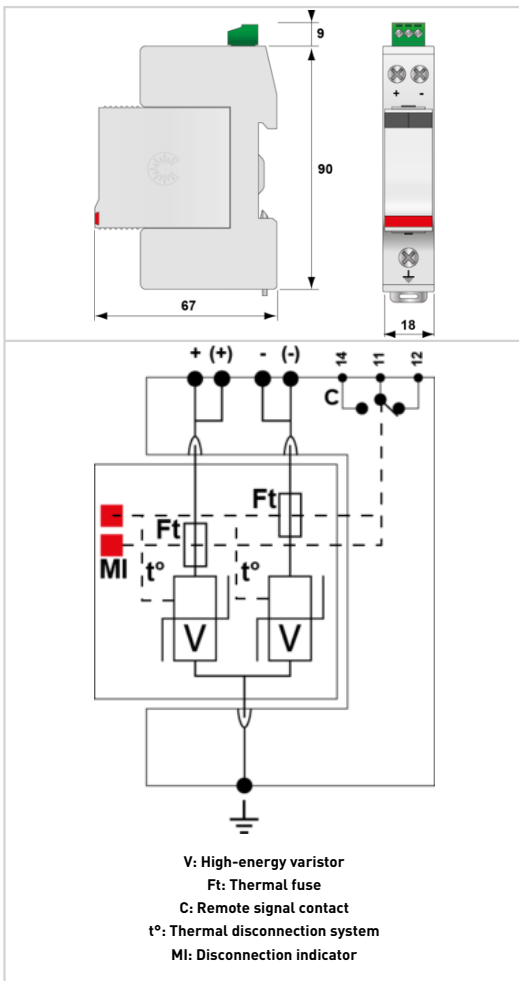 9
+ -
90
67
18
+ (+) - (-) 14 11 12
C
Ft
Ft
MI t° t°
V V
V: High-energy varistor
Ft: Thermal fuse
C: Remote signal contact
t°: Thermal disconnection system
MI: Disconnection indicator